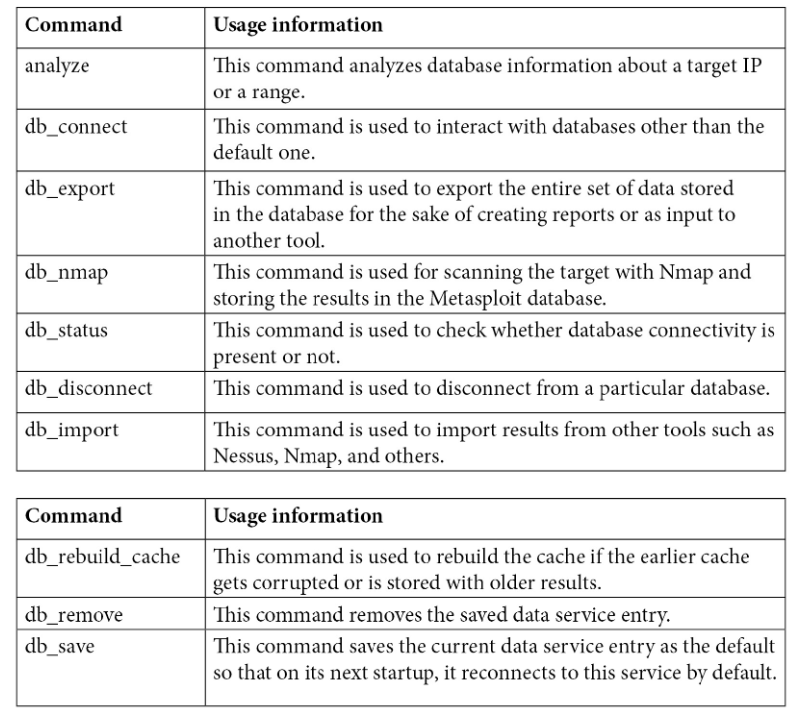 Command Usage information
analyze This command analyzes database information about a target IP
or a range.
db_connect This command is used to interact with databases other than the
default one.
db_export This command is used to export the entire set of data stored
in the database for the sake of creating reports or as input to
another tool.
db_nmap This command is used for scanning the target with Nmap and
storing the results in the Metasploit database.
db_status This command is used to check whether database connectivity is
present or not.
db_disconnect This command is used to disconnect from a particular database.
db_import This command is used to import results from other tools such as
Nessus, Nmap, and others.
Command Usage information
db_rebuild_cache This command is used to rebuild the cache if the earlier cache
gets corrupted or is stored with older results.
db_remove This command removes the saved data service entry.
db_save This command saves the current data service entry as the default
so that on its next startup, it reconnects to this service by default.